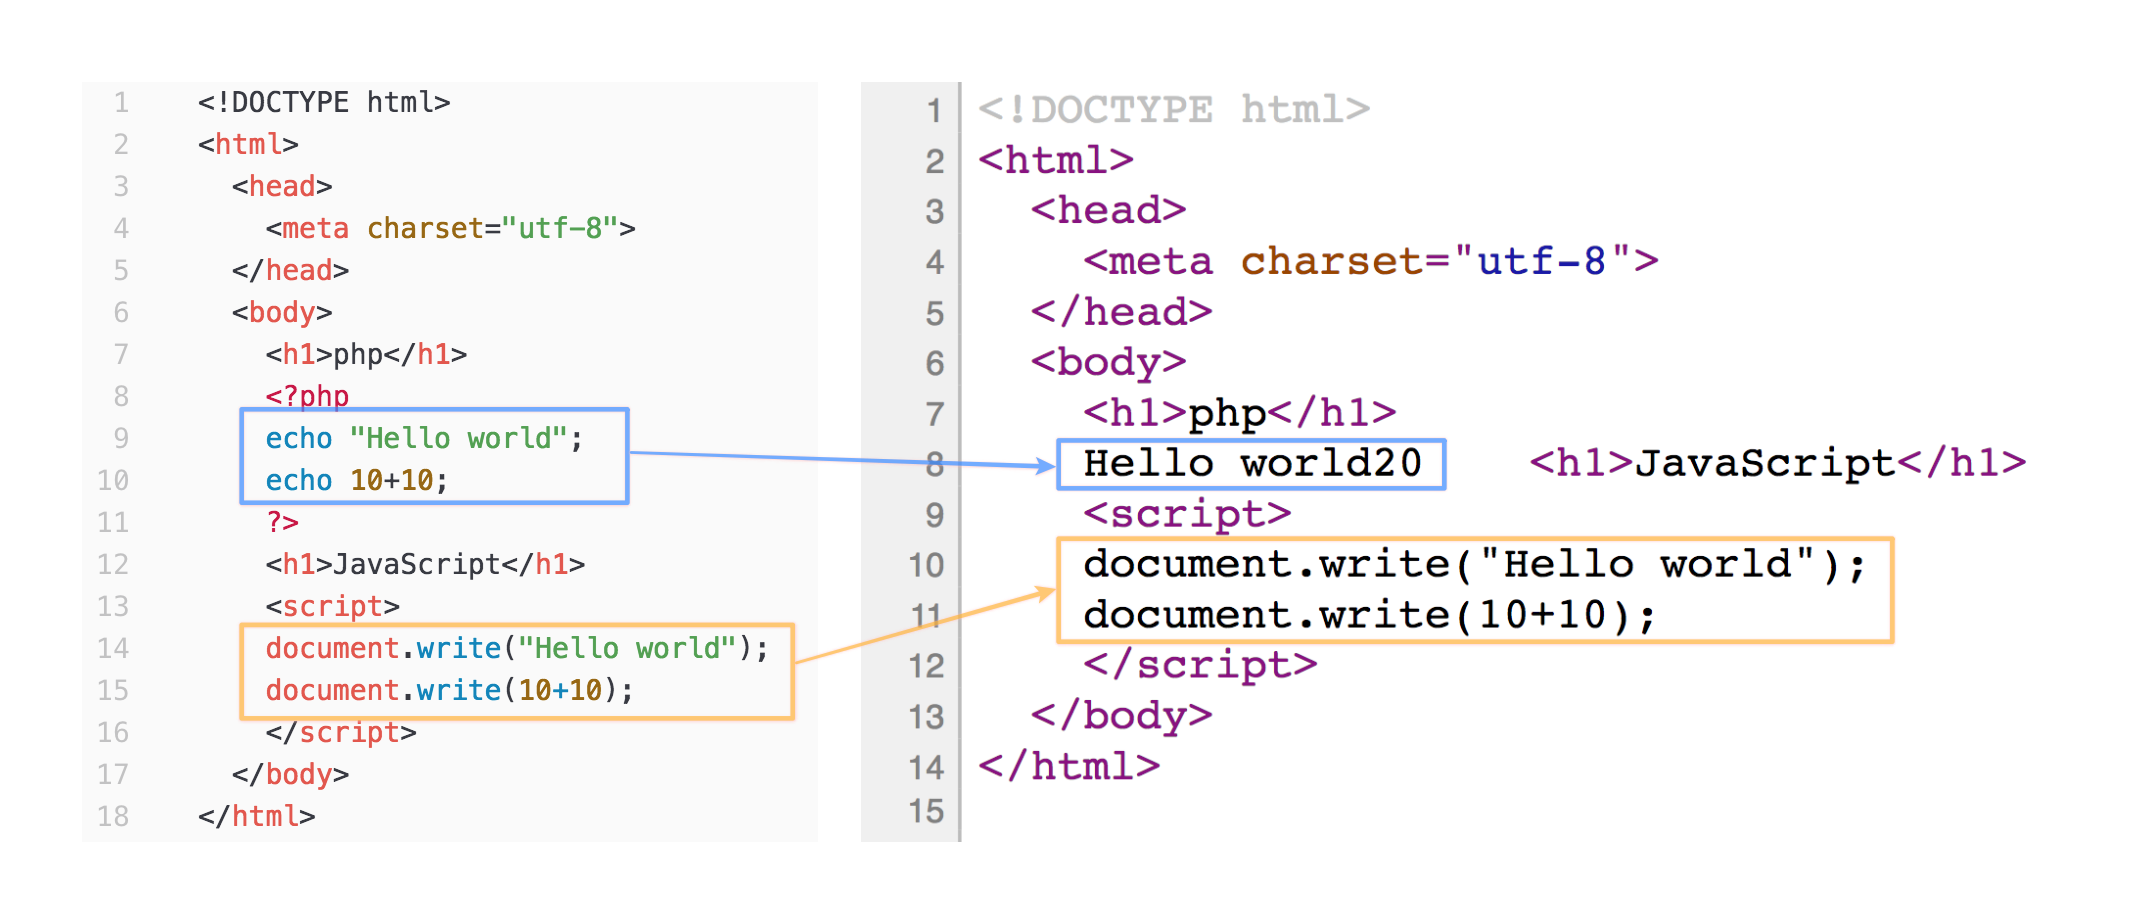 1 <!DOCTYPE html>
2 <html>
3 <head>
4 <meta charset="utf-8">
5 </head>
6 <body>
7 <h1>php</h1>
8 <?php
9 echo "Hello world";
10 echo 10+10;
11 ?>
12 <h1>JavaScript</h1>
13 <script>
14 document.write("Hello world");
15 document.write(10+10);
16 </script>
17 </body>
18 </html>
1 <!DOCTYPE html>
2 <html>
3 <head>
4 <meta charset="utf-8">
5 </head>
6 <body>
7 <h1>php</h1>
8 Hello world20 <h1>JavaScript</h1>
9 <script>
10 document.write("Hello world");
11 document.write(10+10);
12 </script>
13 </body>
14 </html>
15